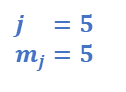 j = 5
mⱼ = 5